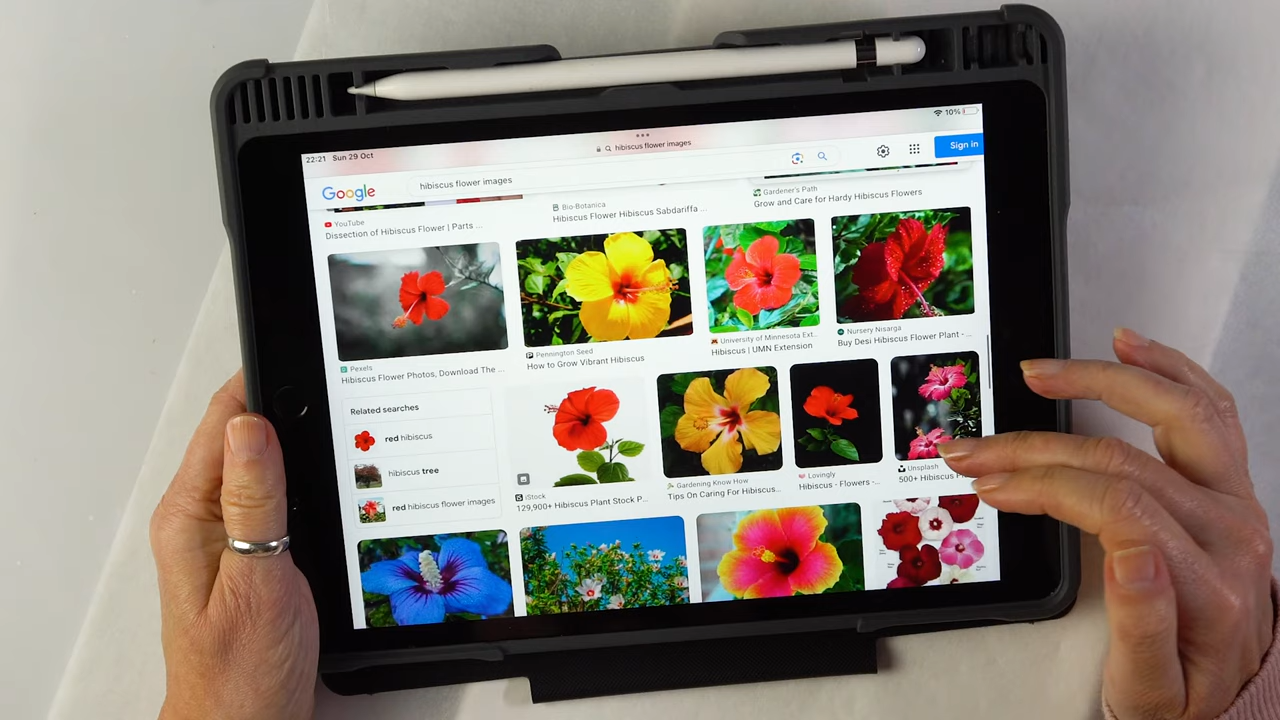 22:21 Sun 29 Oct
10%
hibiscus flower images
Sign in
Google
hibiscus flower images
YouTube
Dissection of Hibiscus Flower | Parts ...
Bio-Botanica
Hibiscus Flower Hibiscus Sabdariffa ...
Gardener's Path
Grow and Care for Hardy Hibiscus Flowers
Pexels
Hibiscus Flower Photos, Download The ...
Pennington Seed
How to Grow Vibrant Hibiscus
University of Minnesota Ext...
Hibiscus | UMN Extension
Nursery Nisarga
Buy Desi Hibiscus Flower Plant - ...
Related searches
red hibiscus
hibiscus tree
red hibiscus flower images
iStock
129,900+ Hibiscus Plant Stock P...
Gardening Know How
Tips On Caring For Hibiscus...
Lovingly
Hibiscus - Flowers - ...
Unsplash
500+ Hibiscus